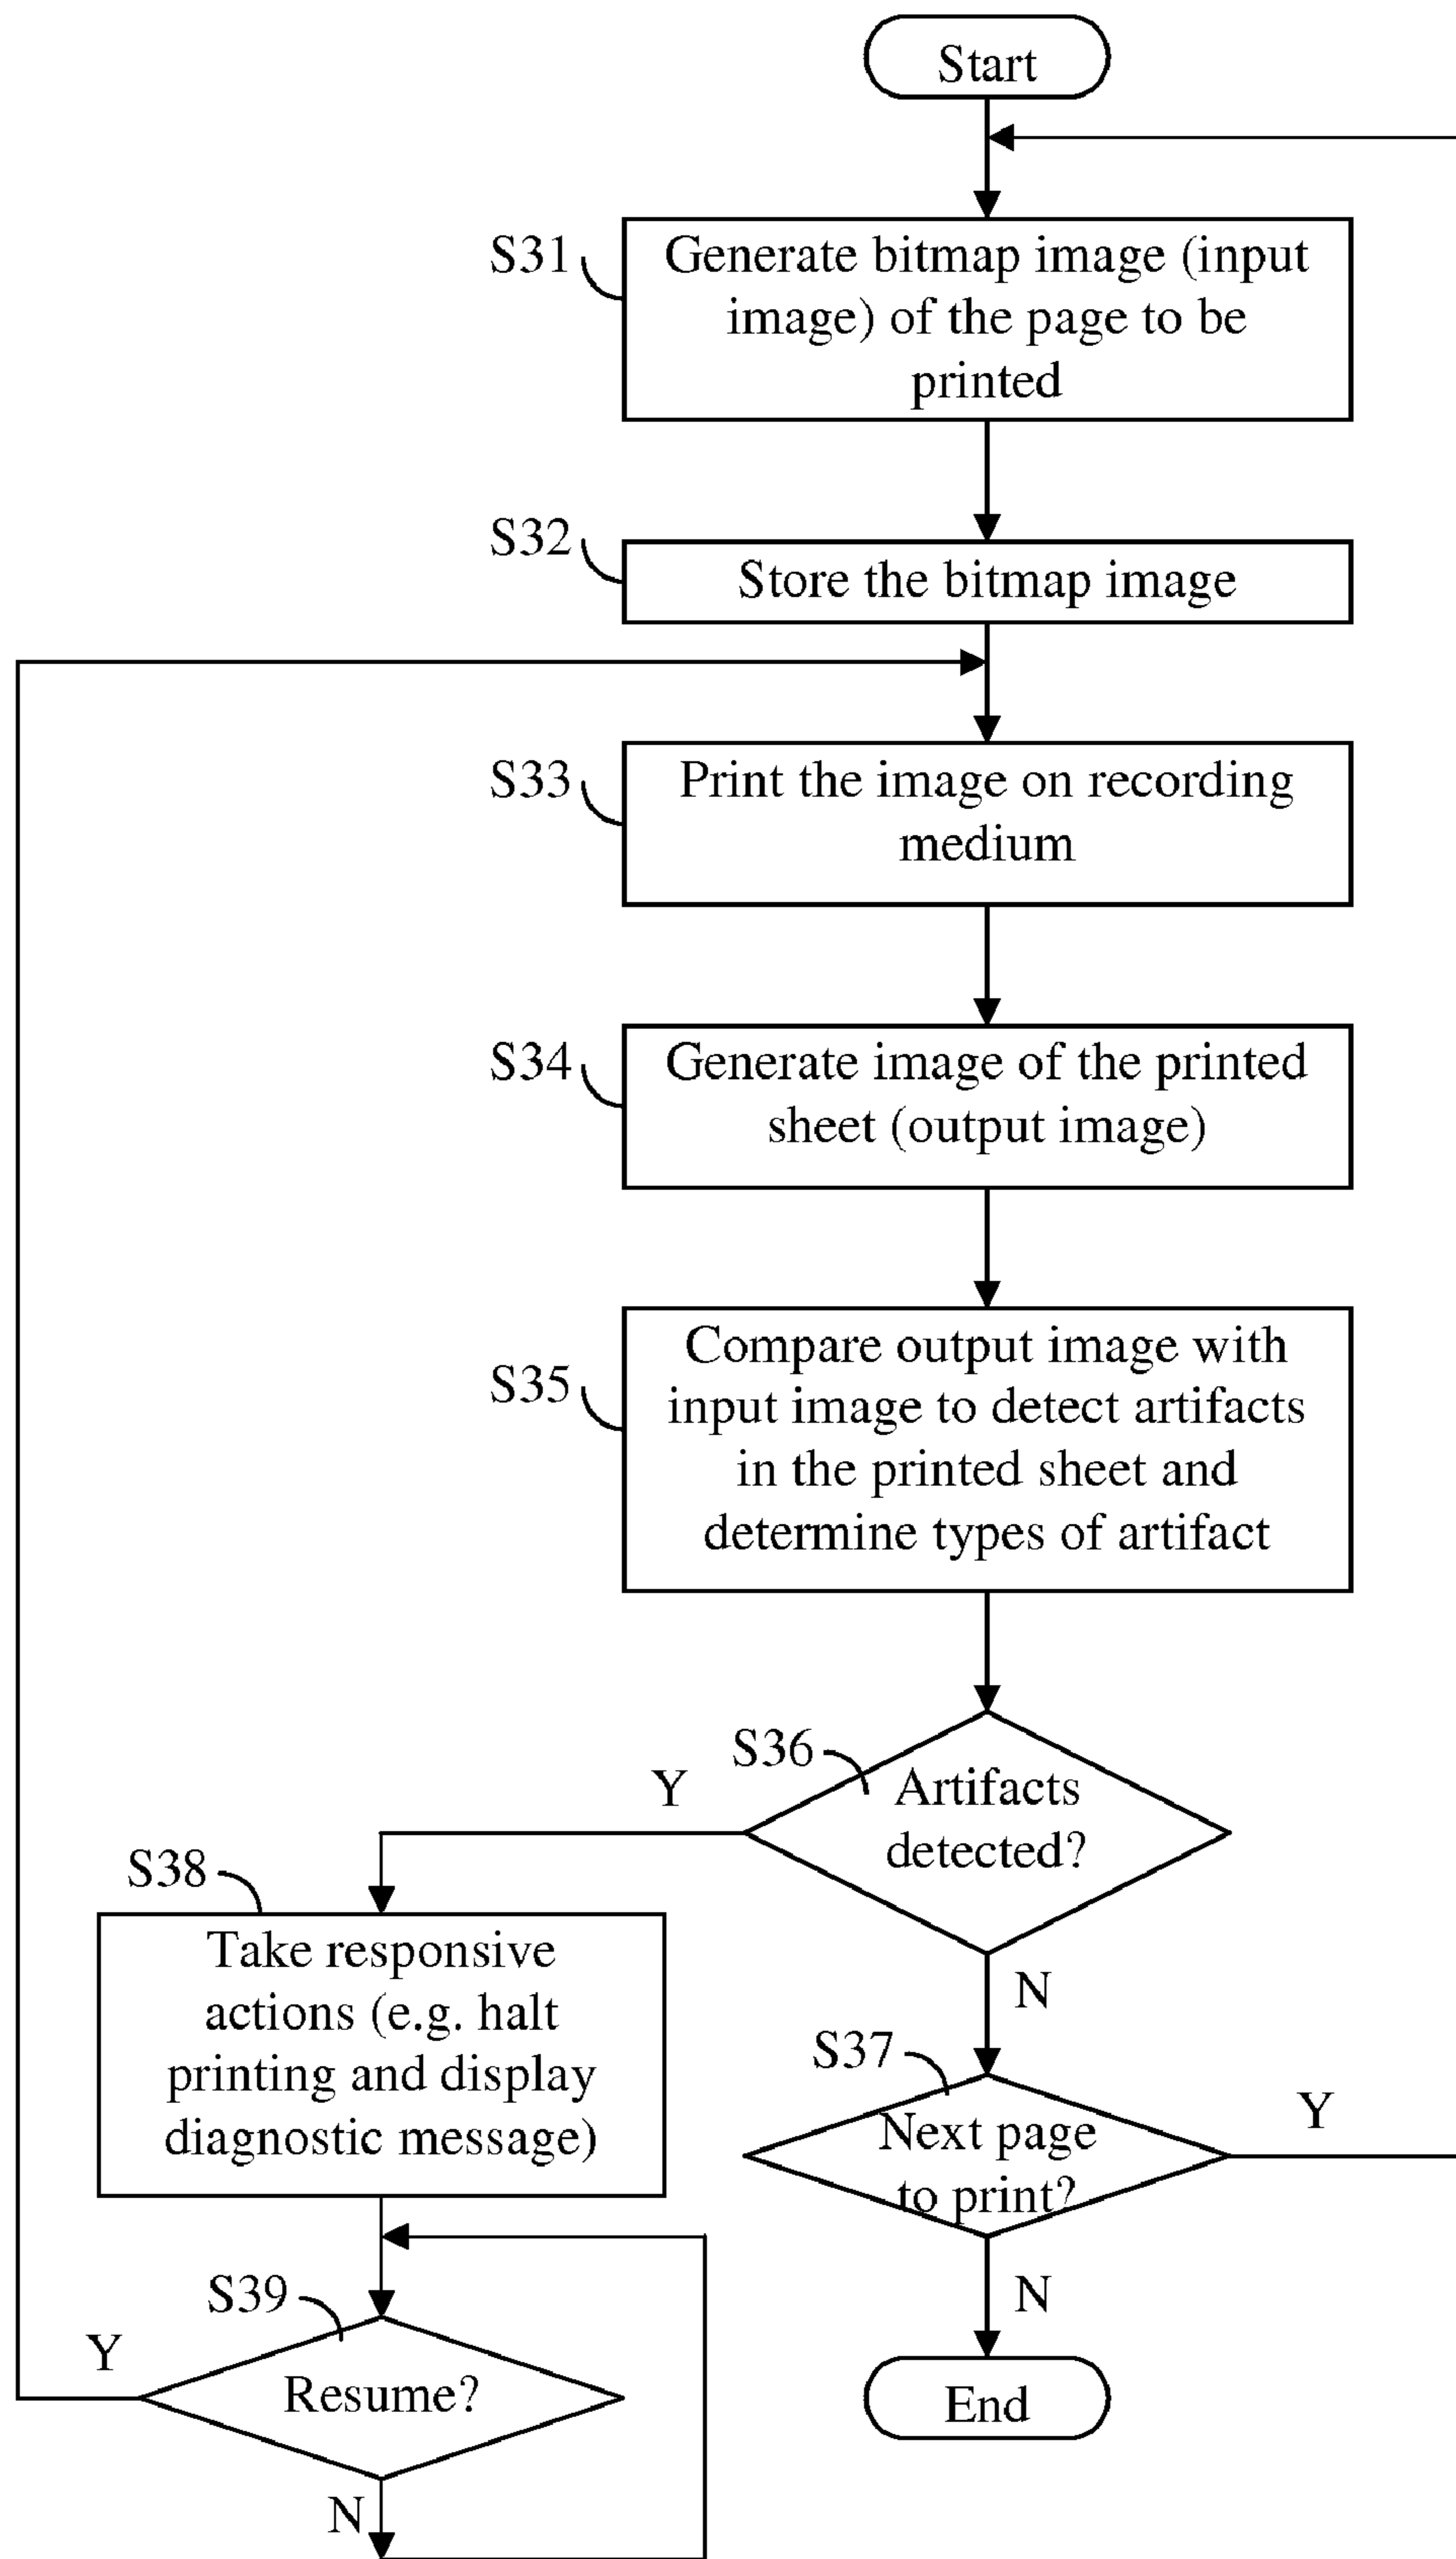 Start
S31
Generate bitmap image (input
image) of the page to be
printed
S32
Store the bitmap image
S33
Print the image on recording
medium
S34
Generate image of the printed
sheet (output image)
S35
Compare output image with
input image to detect artifacts
in the printed sheet and
determine types of artifact
S36
Artifacts
detected?
Y
N
S38
Take responsive
actions (e.g. halt
printing and display
diagnostic message)
S37
Next page
to print?
Y
N
S39
Resume?
Y
N
End